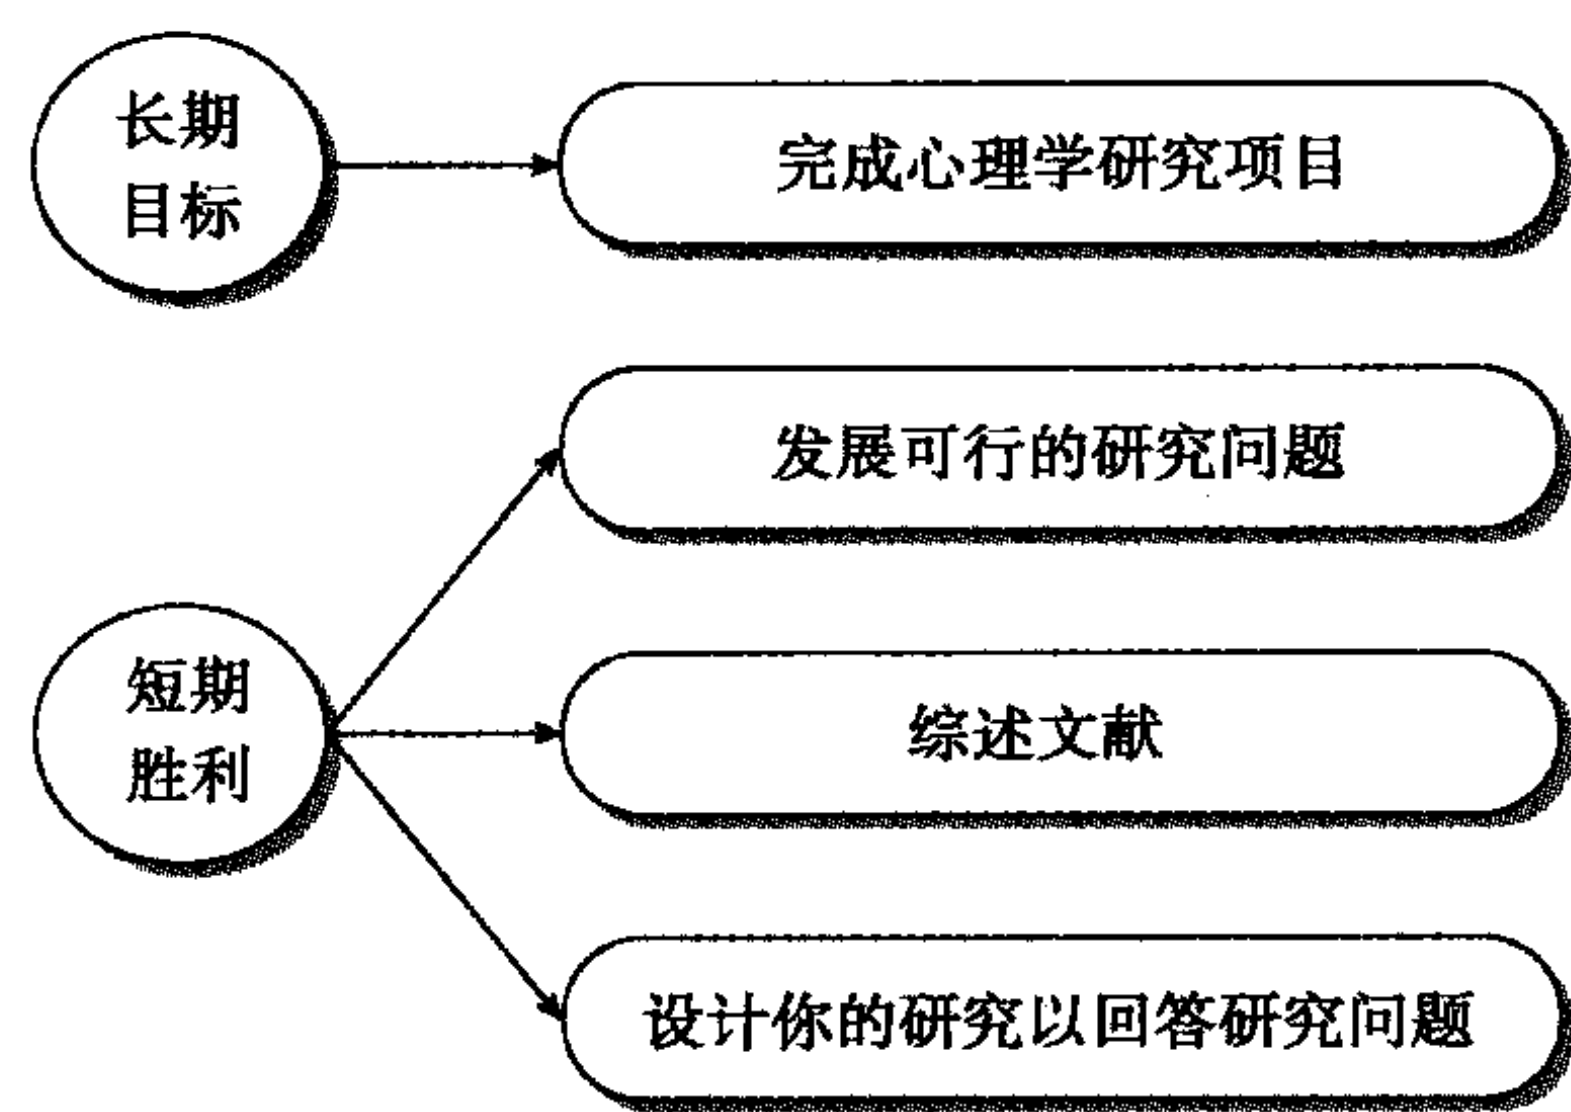 长期
目标
完成心理学研究项目
发展可行的研究问题
短期
胜利
综述文献
设计你的研究以回答研究问题